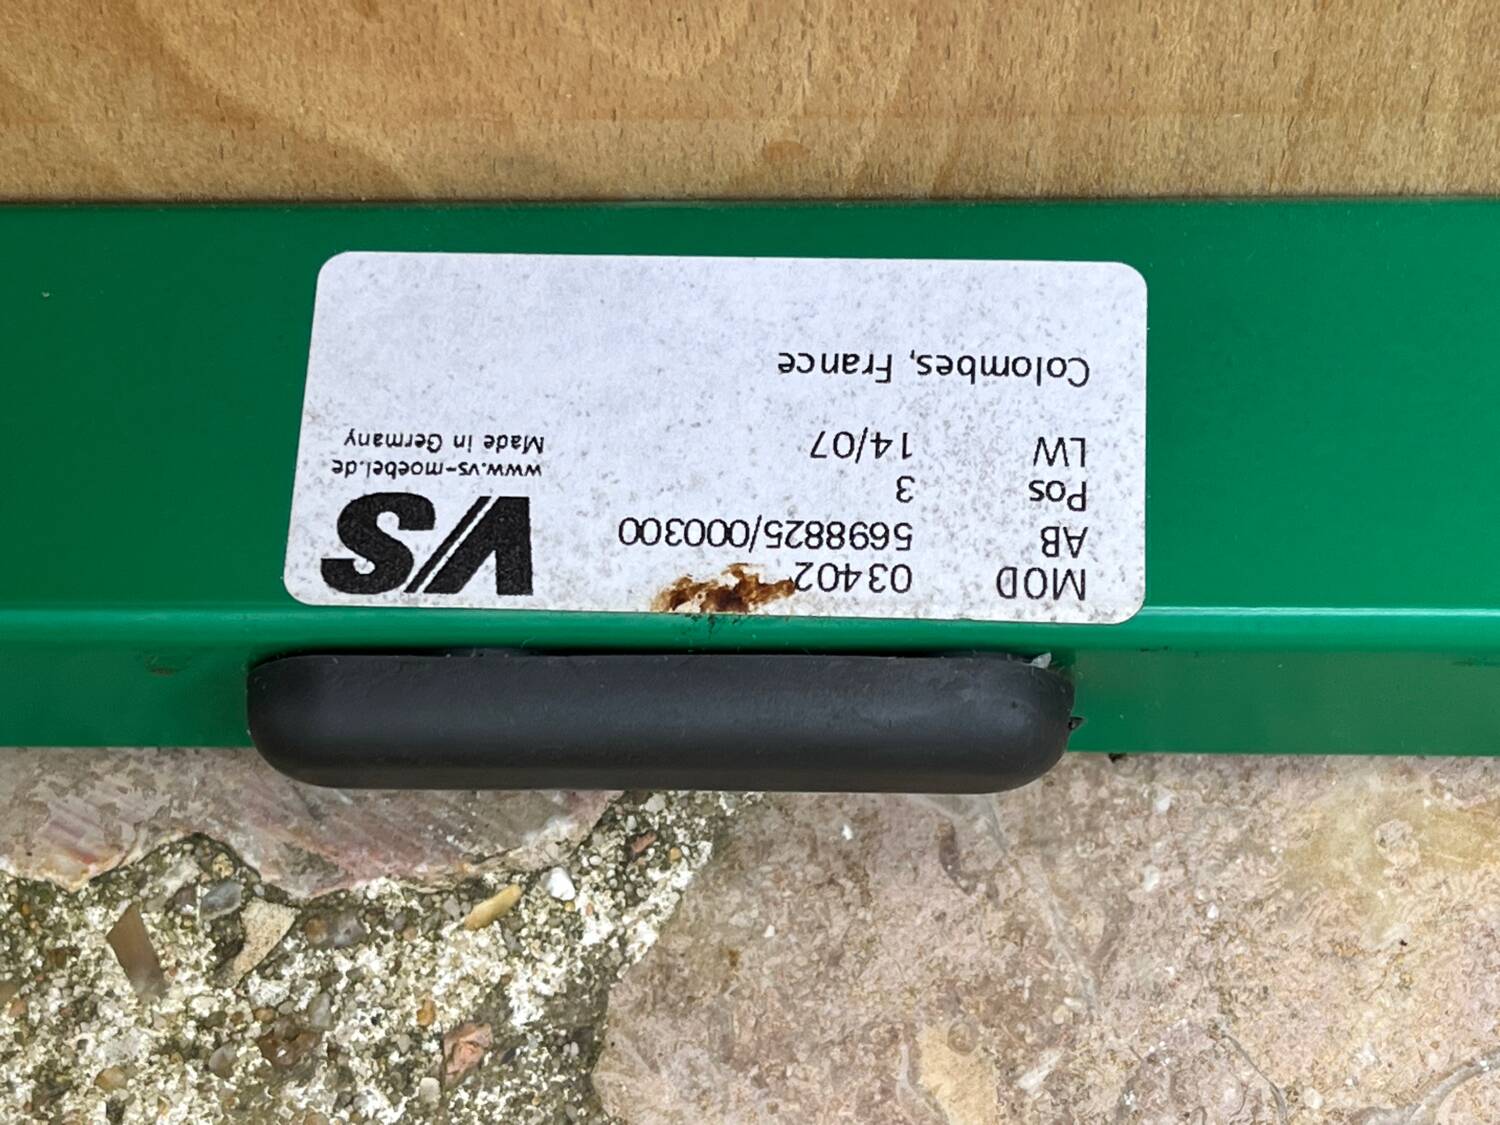 MOD 03402
AB 5698825/000300
Pos 3
LW 14/07
Colombes, France
VS
www.vs-moebel.de
Made in Germany